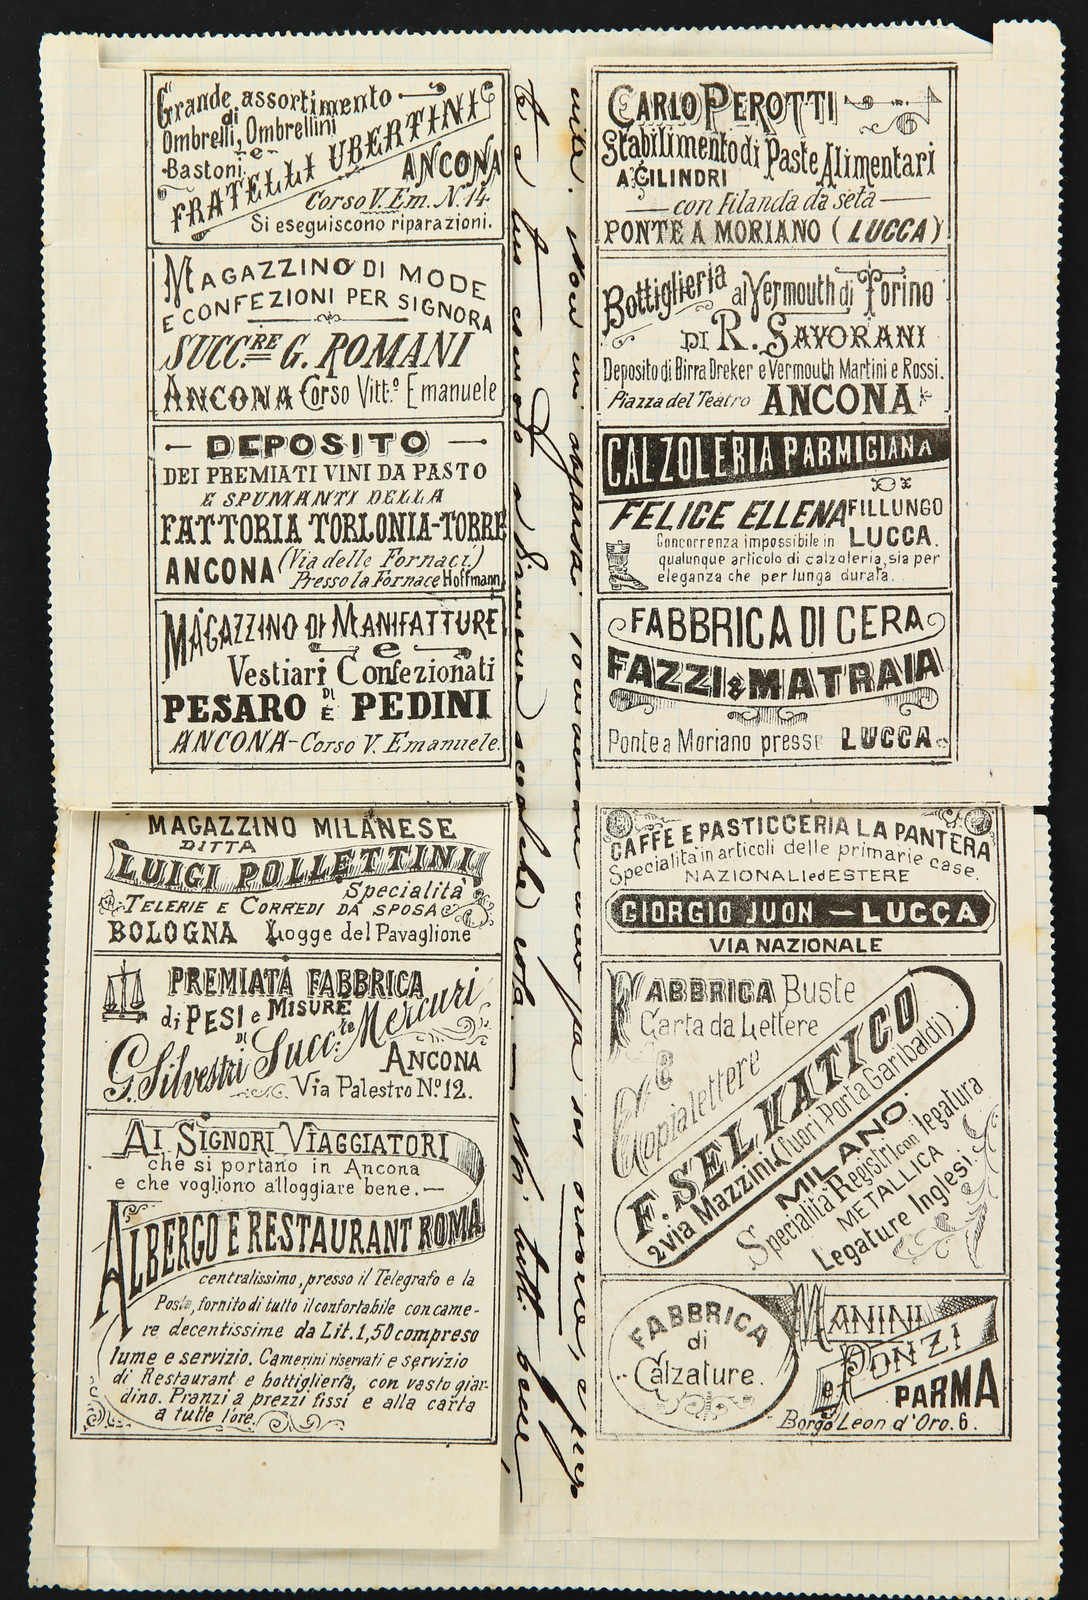 Grande assortimento
di
Ombrelli, Ombrellini
e
Bastoni
FRATELLI UBERTINI
ANCONA
Corso V. Em. N. 14
Si eseguiscono riparazioni.
MAGAZZINO DI MODE
E CONFEZIONI PER SIGNORA
SUCC.RE G. ROMANI
ANCONA Corso Vitt.º Emanuele
DEPOSITO
DEI PREMIATI VINI DA PASTO
E SPUMANTI DELLA
FATTORIA TORLONIA-TORRE
ANCONA (Via delle Fornaci.)
Presso la Fornace Hoffmann
MAGAZZINO DI MANIFATTURE
e
Vestiari Confezionati
DI
PESARO E PEDINI
ANCONA-Corso V. Emanuele.
CARLO PEROTTI
Stabilimento di Paste Alimentari
A CILINDRI
con Filanda da seta
PONTE A MORIANO (LUCCA)
Bottiglieria al Vermouth di Torino
DI R. SAVORANI
Deposito di Birra Dreker e Vermouth Martini e Rossi.
Piazza del Teatro ANCONA
CALZOLERIA PARMIGIANA
FELICE ELLENA FILLUNGO
LUCCA.
Concorrenza impossibile in
qualunque articolo di calzoleria, sia per
eleganza che per lunga durata.
FABBRICA DI CERA
FAZZI & MATRAIA
Ponte a Moriano presso LUCCA
MAGAZZINO MILANESE
DITTA
LUIGI POLLETTINI
Specialità
TELERIE E CORREDI DA SPOSA
BOLOGNA Logge del Pavaglione
PREMIATA FABBRICA
di PESI e MISURE
DI
G. Silvestri Succ.te Mercuri
ANCONA
Via Palestro Nº 12.
AI SIGNORI VIAGGIATORI
che si portano in Ancona
e che vogliono alloggiare bene.—
ALBERGO E RESTAURANT ROMA
centralissimo, presso il Telegrafo e la
Posta, fornito di tutto il confortabile con came-
re decentissime da Lit. 1,50 compreso
lume e servizio. Camerini riservati e servizio
di Restaurant e bottiglieria, con vasto giar-
dino. Pranzi a prezzi fissi e alla carta
a tutte l'ore.
CAFFE E PASTICCERIA LA PANTERA
Specialità in articoli delle primarie case.
NAZIONALI ed ESTERE
GIORGIO JUON — LUCCA
VIA NAZIONALE
FABBRICA Buste
Carta da Lettere
e
Copialettere
F. SELVATICO
2 via Mazzini. (fuori Porta Garibaldi)
MILANO
Specialità Registri con legatura
METALLICA
Legature Inglesi.
FABBRICA
di
Calzature.
MANINI
e PONZI
PARMA
Borgo Leon d'Oro. 6.